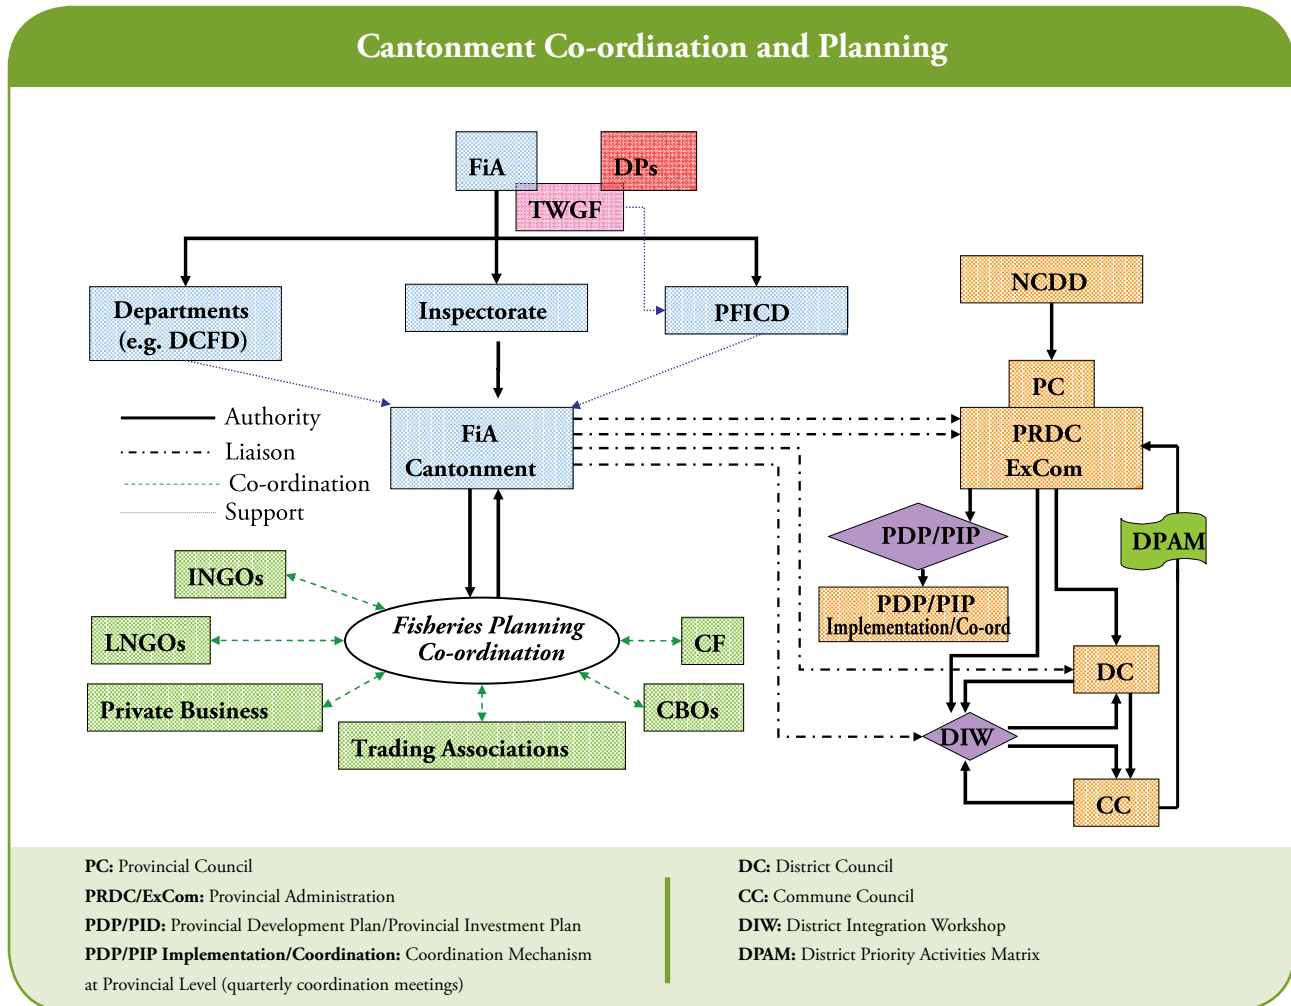 Cantonment Co-ordination and Planning
FiA
DPs
TWGF
Departments
(e.g. DCFD)
Inspectorate
PFICD
NCDD
PC
PRDC
ExCom
FiA
Cantonment
Authority
Liaison
Co-ordination
Support
PDP/PIP
DPAM
PDP/PIP
Implementation/Co-ord
INGOs
LNGOs
Private Business
Trading Associations
Fisheries Planning
Co-ordination
CF
CBOs
DC
DIW
CC
PC: Provincial Council
PRDC/ExCom: Provincial Administration
PDP/PID: Provincial Development Plan/Provincial Investment Plan
PDP/PIP Implementation/Coordination: Coordination Mechanism
at Provincial Level (quarterly coordination meetings)
DC: District Council
CC: Commune Council
DIW: District Integration Workshop
DPAM: District Priority Activities Matrix